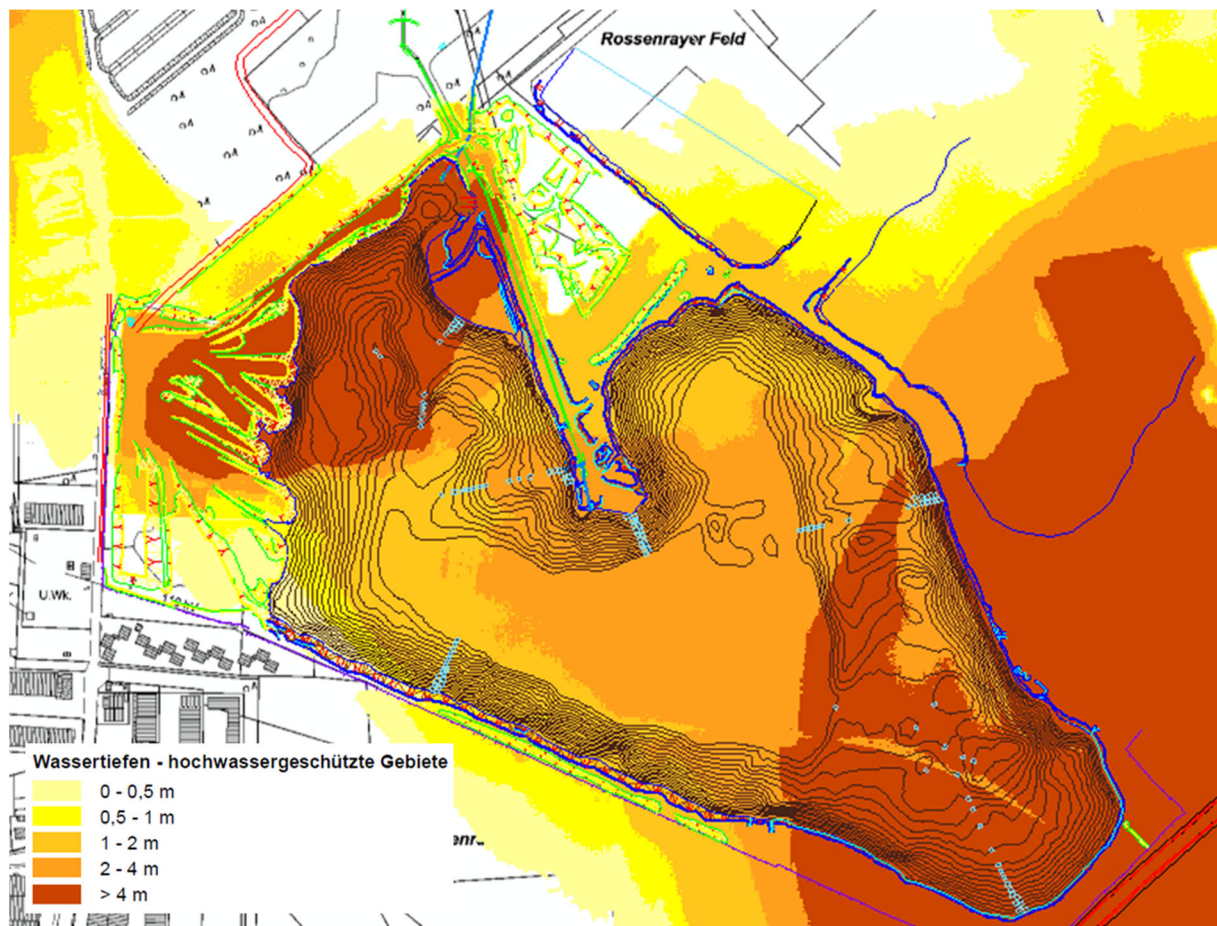 Rossenrayer Feld
U.Wk.
Wassertiefen - hochwassergeschützte Gebiete
0 - 0,5 m
0,5 - 1 m
1 - 2 m
2 - 4 m
> 4 m